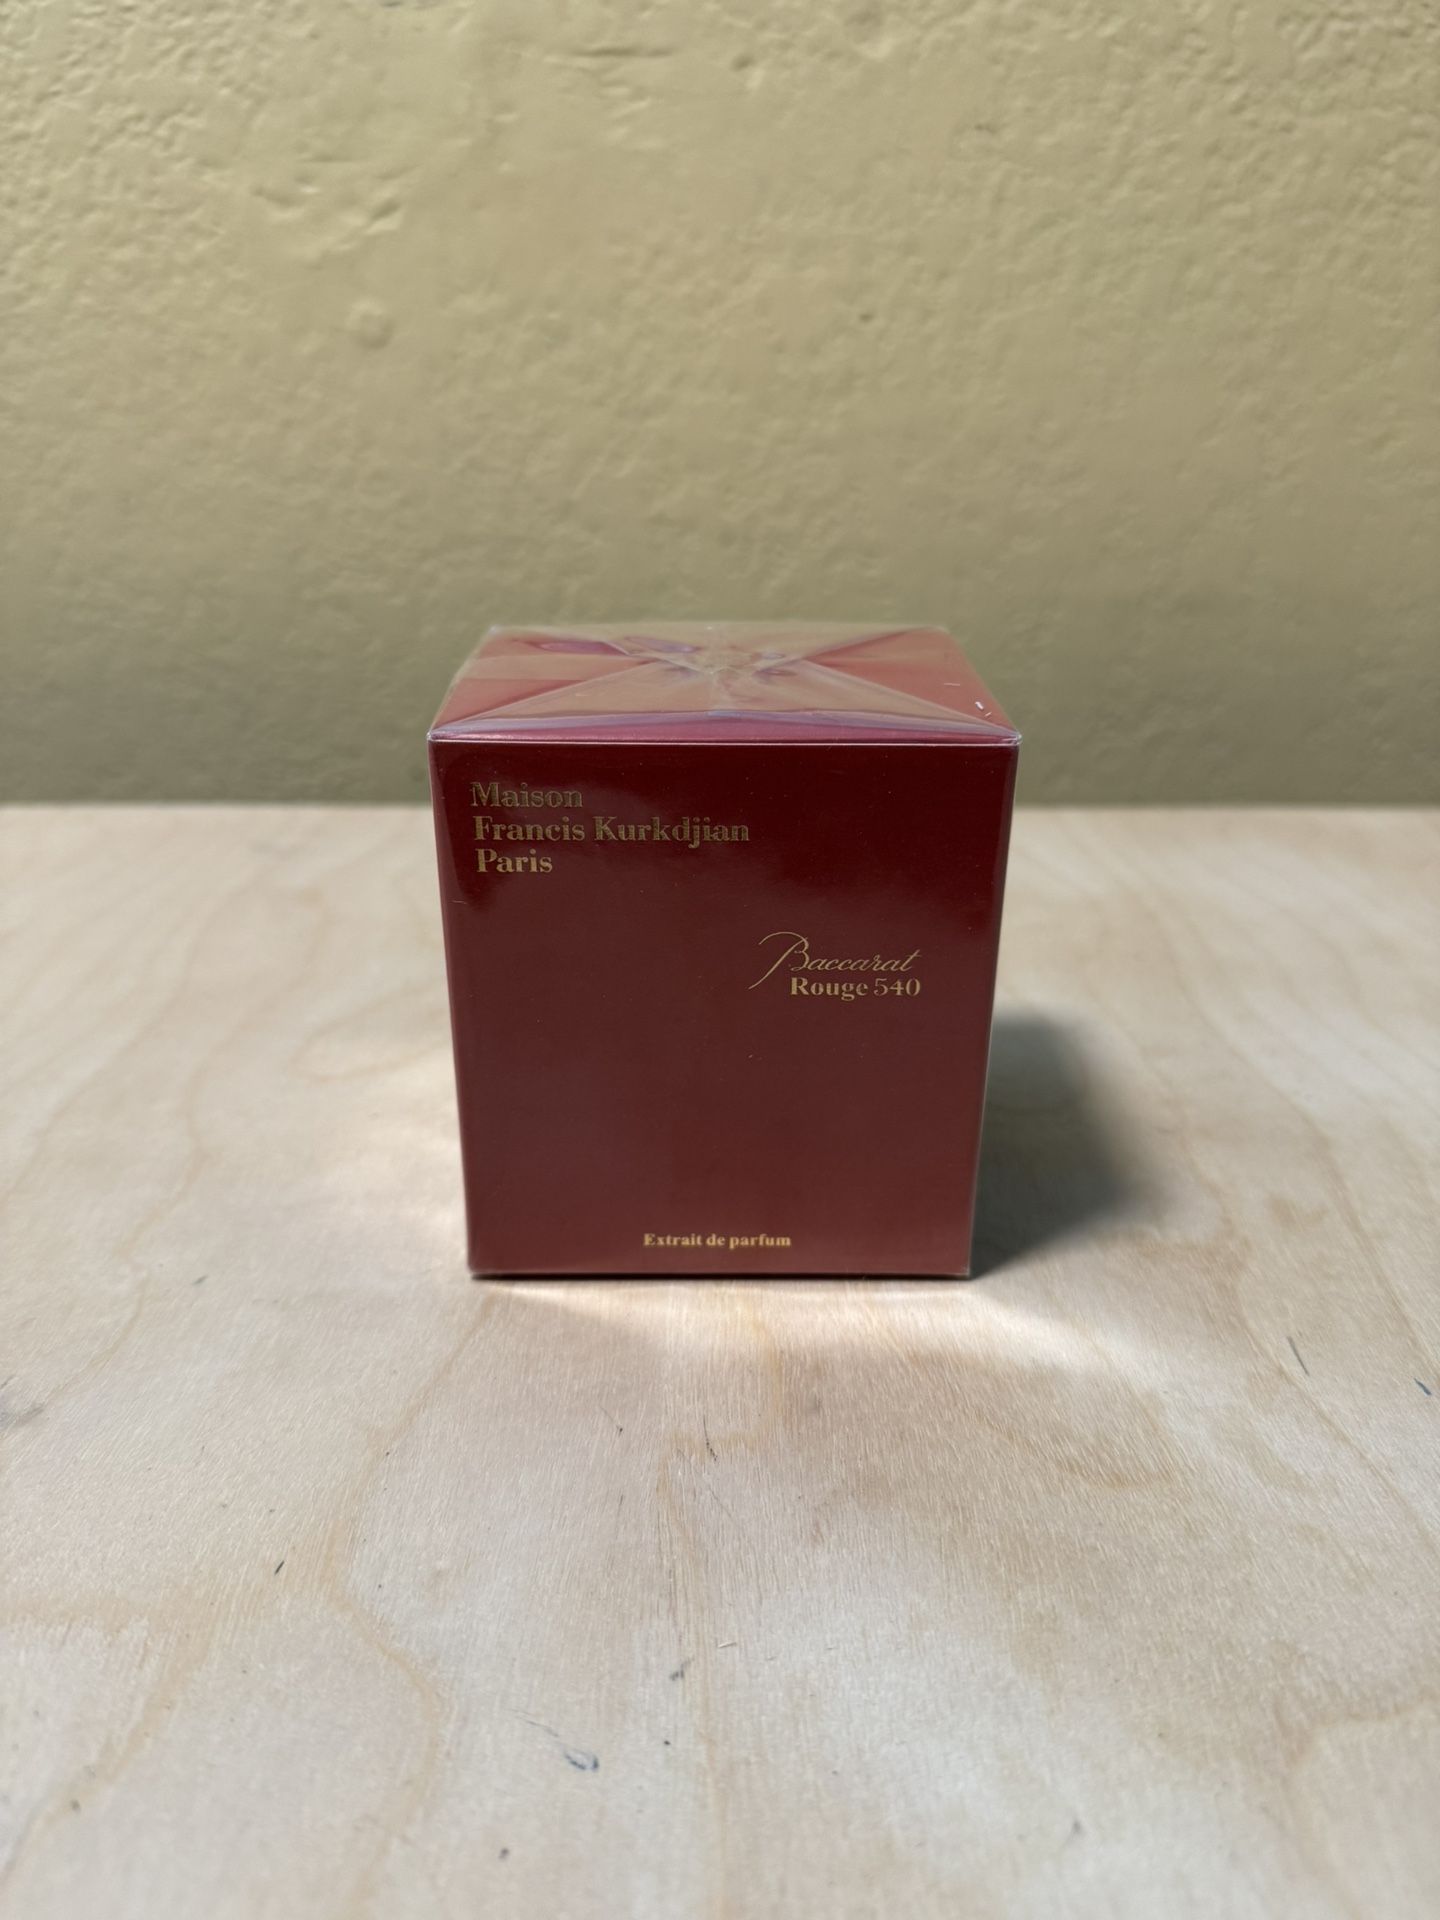 Maison
Francis Kurkdjian
Paris
Baccarat
Rouge 540
Extrait de parfum